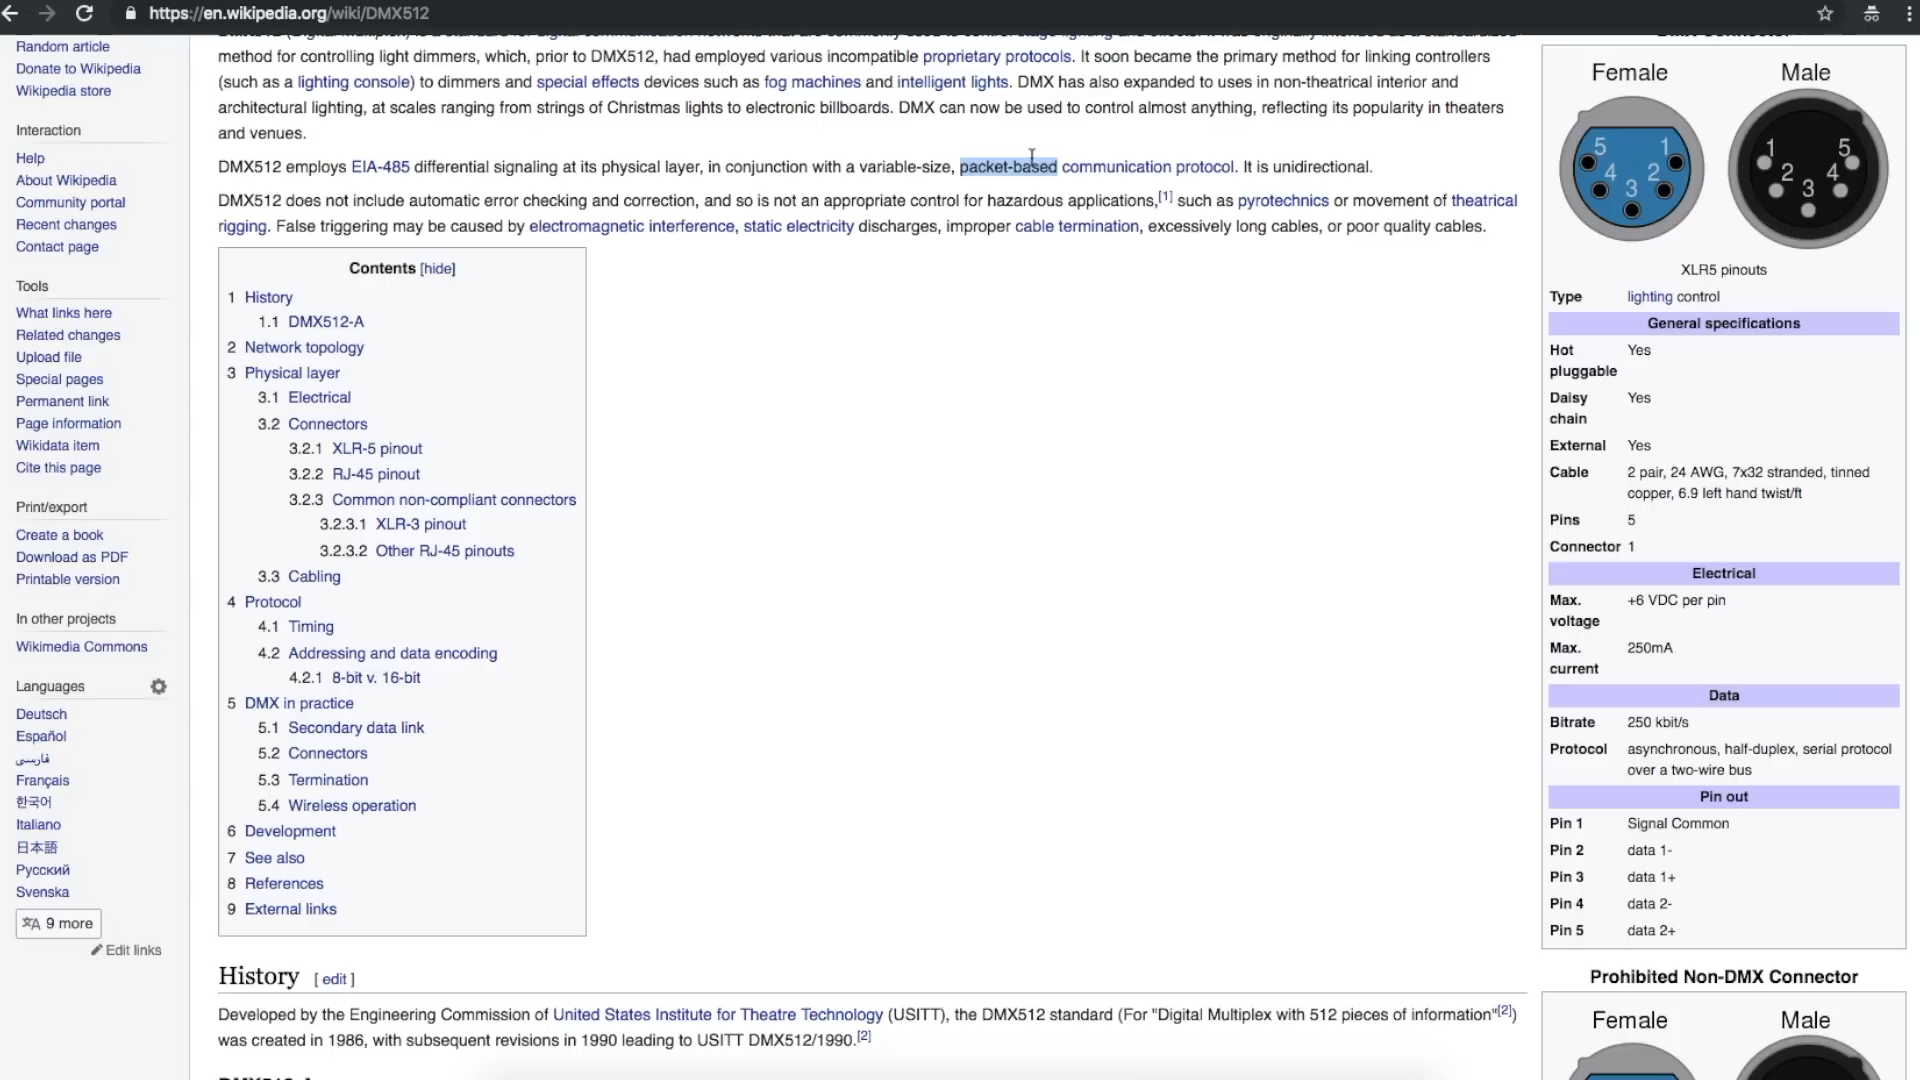 https://en.wikipedia.org/wiki/DMX512
Random article
Donate to Wikipedia
Wikipedia store
Interaction
Help
About Wikipedia
Community portal
Recent changes
Contact page
Tools
What links here
Related changes
Upload file
Special pages
Permanent link
Page information
Wikidata item
Cite this page
Print/export
Create a book
Download as PDF
Printable version
In other projects
Wikimedia Commons
Languages
Deutsch
Español
فارسی
Français
한국어
Italiano
日本語
Русский
Svenska
9 more
Edit links
method for controlling light dimmers, which, prior to DMX512, had employed various incompatible proprietary protocols. It soon became the primary method for linking controllers
(such as a lighting console) to dimmers and special effects devices such as fog machines and intelligent lights. DMX has also expanded to uses in non-theatrical interior and
architectural lighting, at scales ranging from strings of Christmas lights to electronic billboards. DMX can now be used to control almost anything, reflecting its popularity in theaters
and venues.
DMX512 employs EIA-485 differential signaling at its physical layer, in conjunction with a variable-size, packet-based communication protocol. It is unidirectional.
DMX512 does not include automatic error checking and correction, and so is not an appropriate control for hazardous applications,[1] such as pyrotechnics or movement of theatrical
rigging. False triggering may be caused by electromagnetic interference, static electricity discharges, improper cable termination, excessively long cables, or poor quality cables.
Contents [hide]
1 History
1.1 DMX512-A
2 Network topology
3 Physical layer
3.1 Electrical
3.2 Connectors
3.2.1 XLR-5 pinout
3.2.2 RJ-45 pinout
3.2.3 Common non-compliant connectors
3.2.3.1 XLR-3 pinout
3.2.3.2 Other RJ-45 pinouts
3.3 Cabling
4 Protocol
4.1 Timing
4.2 Addressing and data encoding
4.2.1 8-bit v. 16-bit
5 DMX in practice
5.1 Secondary data link
5.2 Connectors
5.3 Termination
5.4 Wireless operation
6 Development
7 See also
8 References
9 External links
History [ edit ]
Developed by the Engineering Commission of United States Institute for Theatre Technology (USITT), the DMX512 standard (For "Digital Multiplex with 512 pieces of information"[2])
was created in 1986, with subsequent revisions in 1990 leading to USITT DMX512/1990.[2]
Female Male
5 1 1 5
4 2 2 4
3 3
XLR5 pinouts
Type lighting control
General specifications
Hot pluggable Yes
Daisy chain Yes
External Yes
Cable 2 pair, 24 AWG, 7x32 stranded, tinned
copper, 6.9 left hand twist/ft
Pins 5
Connector 1
Electrical
Max. voltage +6 VDC per pin
Max. current 250mA
Data
Bitrate 250 kbit/s
Protocol asynchronous, half-duplex, serial protocol
over a two-wire bus
Pin out
Pin 1 Signal Common
Pin 2 data 1-
Pin 3 data 1+
Pin 4 data 2-
Pin 5 data 2+
Prohibited Non-DMX Connector
Female Male